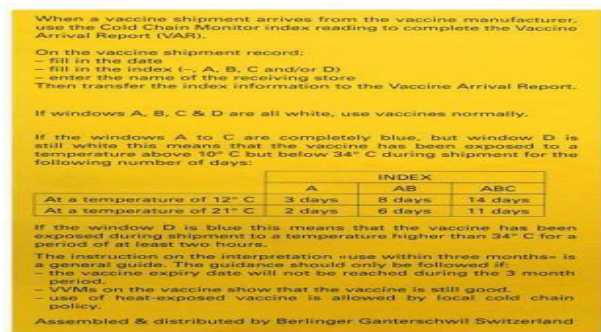 When a vaccine shipment arrives from the vaccine manufacturer,
use the Cold Chain Monitor index reading to complete the Vaccine
Arrival Report (VAR).
On the vaccine shipment record:
– fill in the date
– fill in the index (–, A, B, C and/or D)
– enter the name of the receiving store
Then transfer the index information to the Vaccine Arrival Report.
If windows A, B, C & D are all white, use vaccines normally.
If the windows A to C are completely blue, but window D is
still white this means that the vaccine has been exposed to a
temperature above 10° C but below 34° C during shipment for the
following number of days:
INDEX
A AB ABC
At a temperature of 12° C 3 days 8 days 14 days
At a temperature of 21° C 2 days 6 days 11 days
If the window D is blue this means that the vaccine has been
exposed during shipment to a temperature higher than 34° C for a
period of at least two hours.
The instruction on the interpretation «use within three months» is
a general guide. The guidance should only be followed if:
– the vaccine expiry date will not be reached during the 3 month
period.
– VVMs on the vaccine show that the vaccine is still good.
– use of heat-exposed vaccine is allowed by local cold chain
policy.
Assembled & distributed by Berlinger Ganterschwil Switzerland